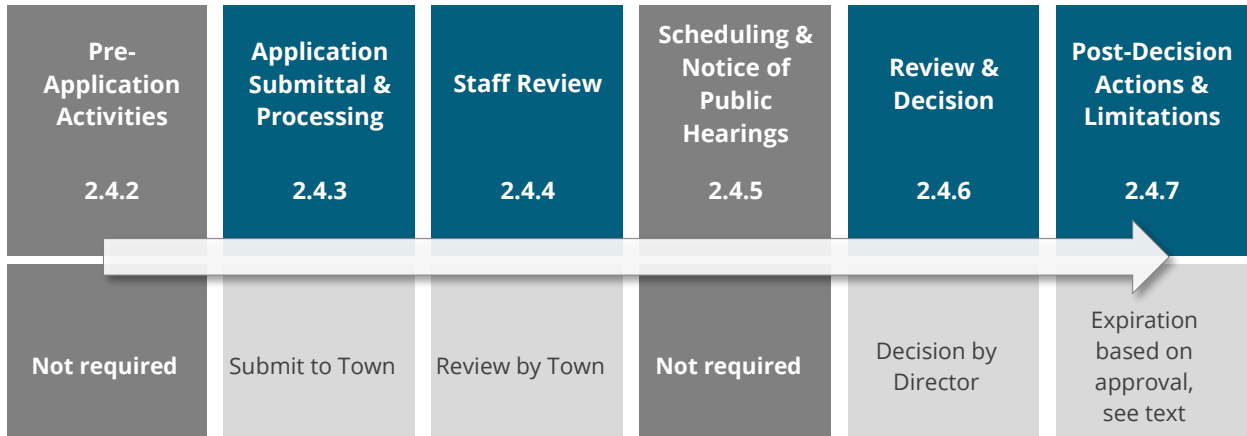 Pre-
Application
Activities
2.4.2
Application
Submittal &
Processing
2.4.3
Staff Review
2.4.4
Scheduling &
Notice of
Public
Hearings
2.4.5
Review &
Decision
2.4.6
Post-Decision
Actions &
Limitations
2.4.7
Not required
Submit to Town
Review by Town
Not required
Decision by
Director
Expiration
based on
approval,
see text